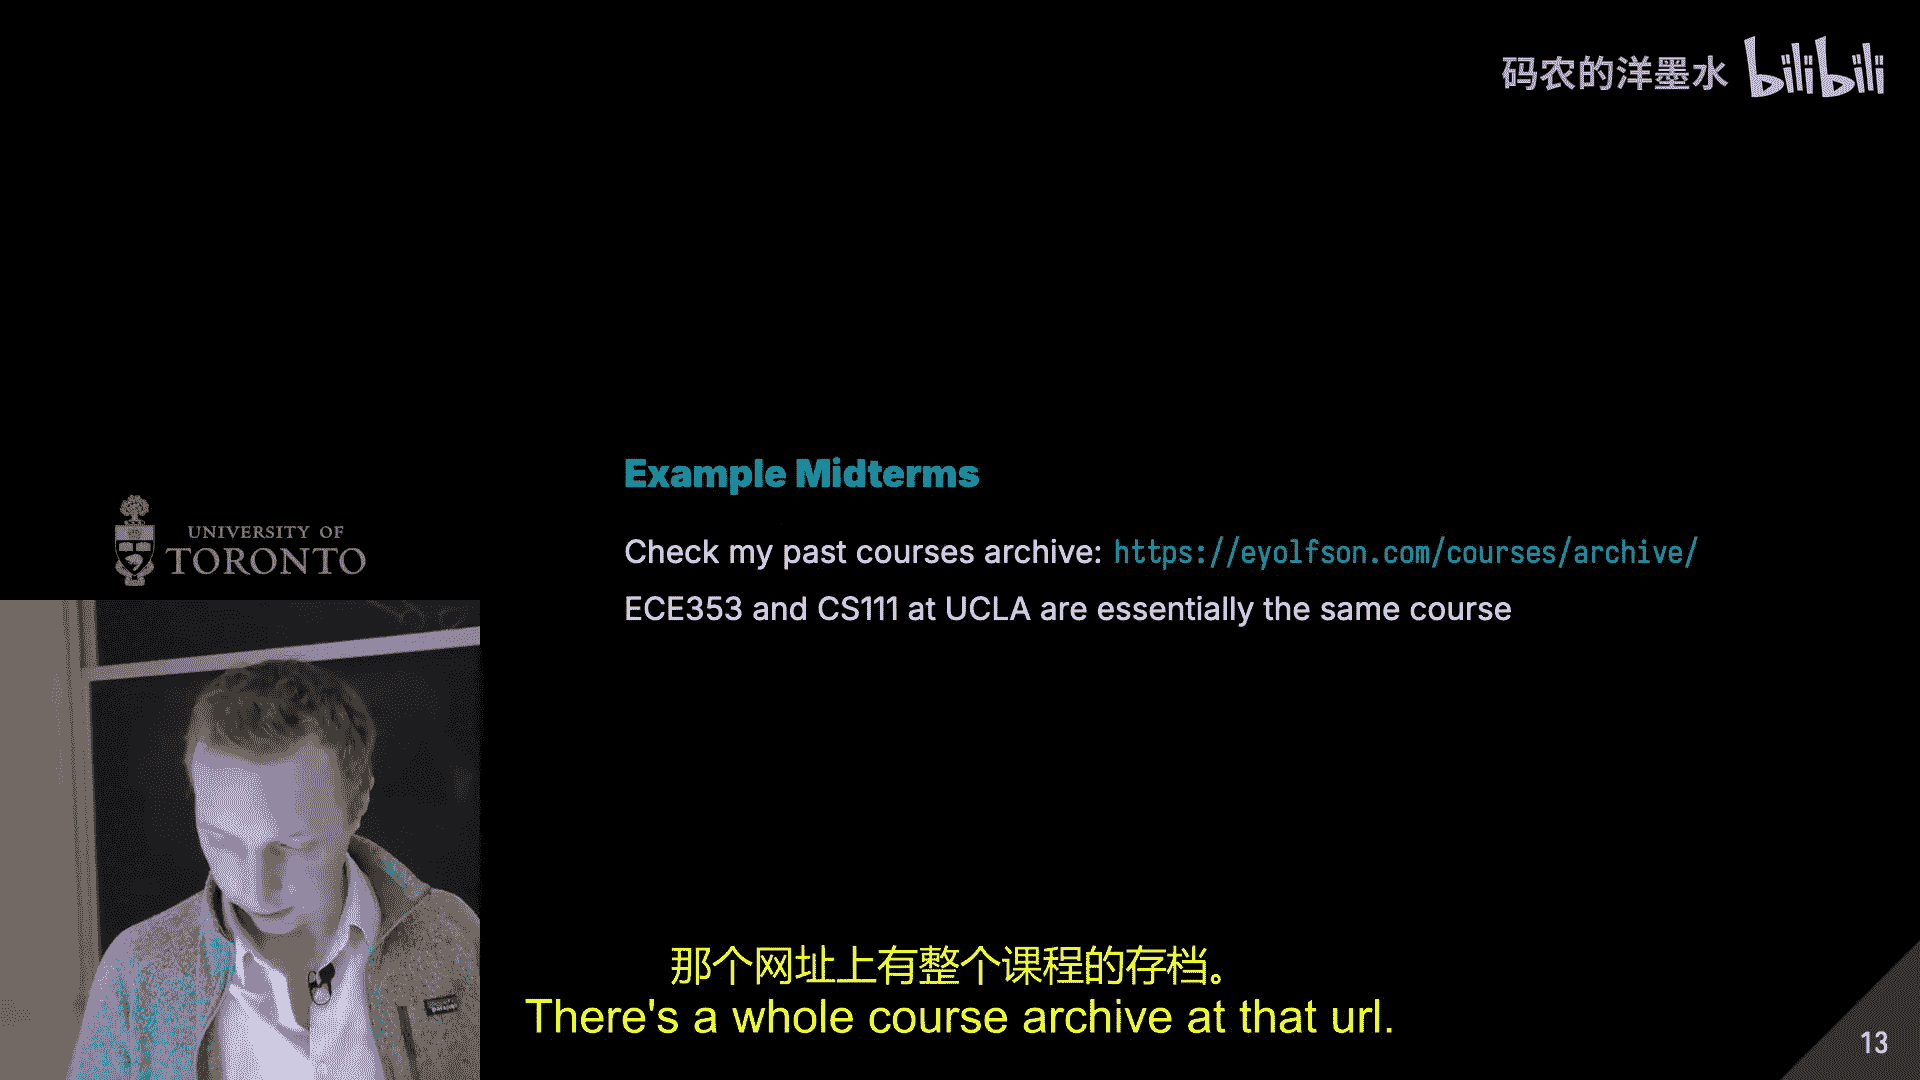 码农的洋墨水 bilibili
Example Midterms
UNIVERSITY OF
TORONTO
Check my past courses archive: https://eyolfson.com/courses/archive/
ECE353 and CS111 at UCLA are essentially the same course
那个网址上有整个课程的存档。
There's a whole course archive at that url.
13